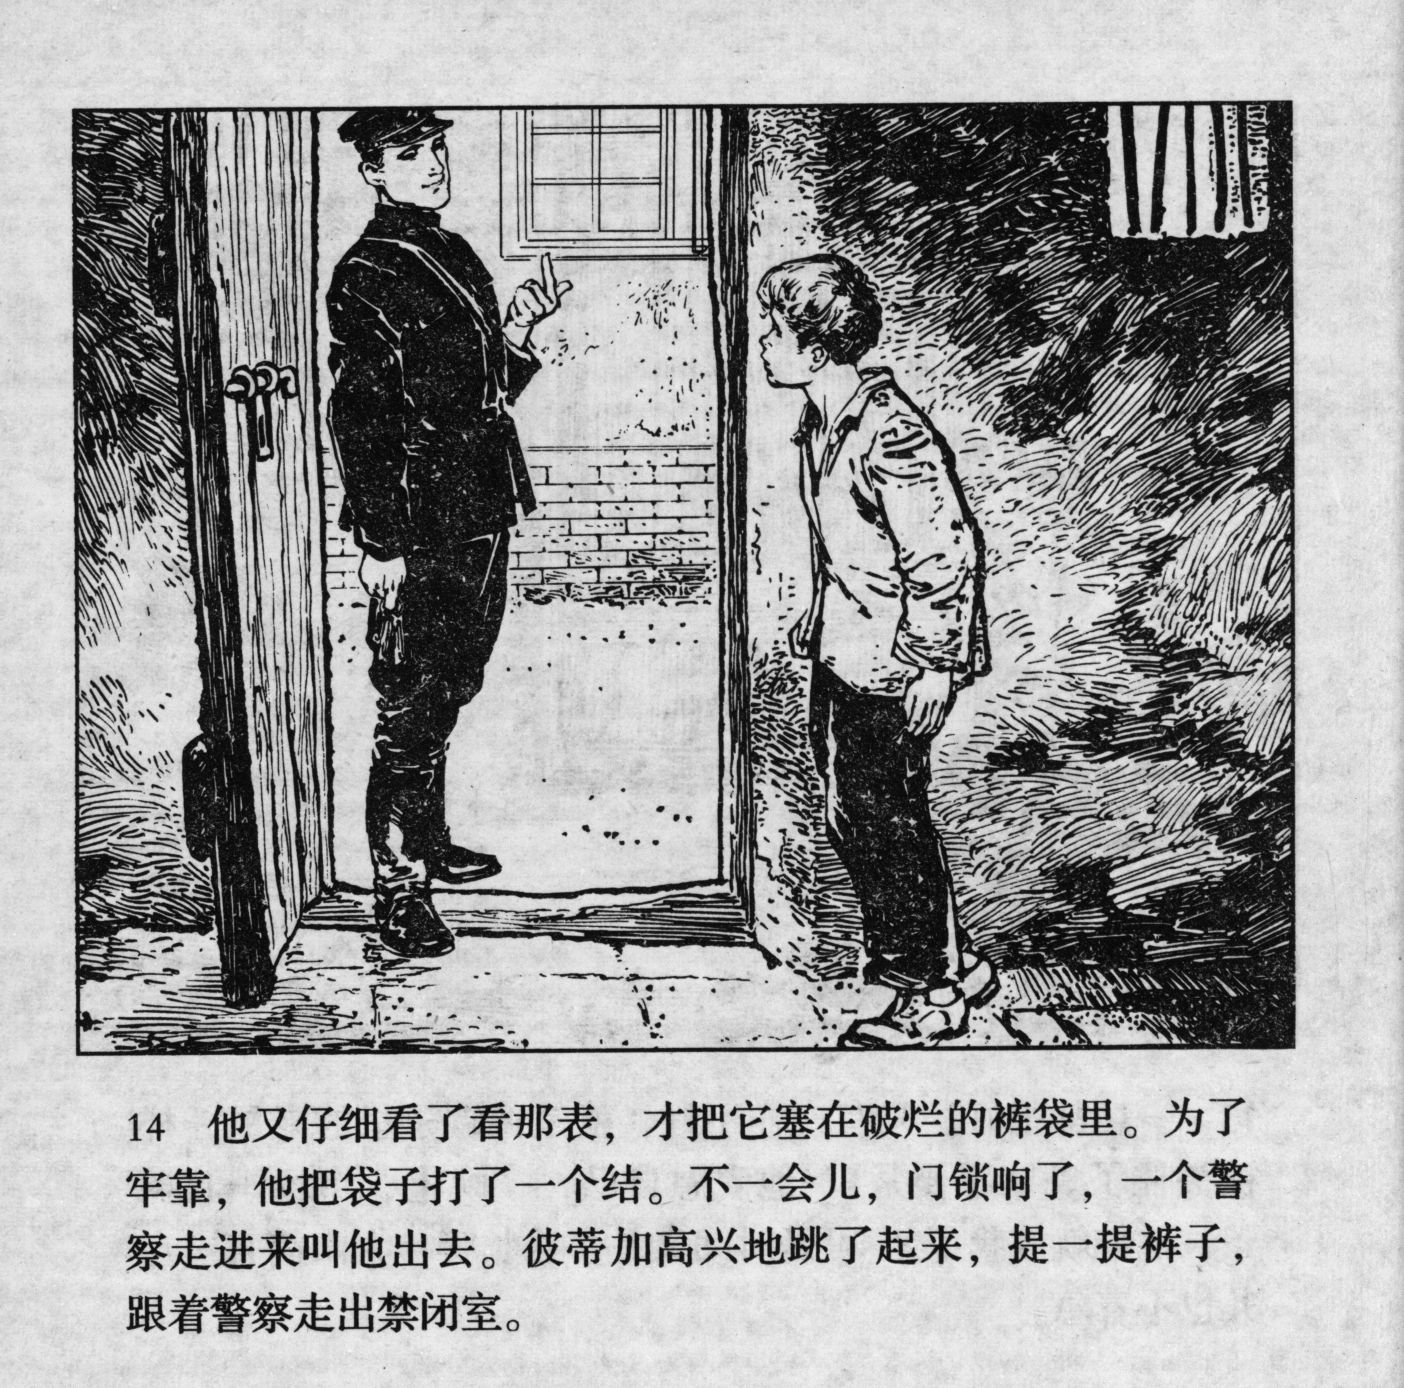 14 他又仔细看了看那表，才把它塞在破烂的裤袋里。为了
牢靠，他把袋子打了一个结。不一会儿，门锁响了，一个警
察走进来叫他出去。彼蒂加高兴地跳了起来，提一提裤子，
跟着警察走出禁闭室。